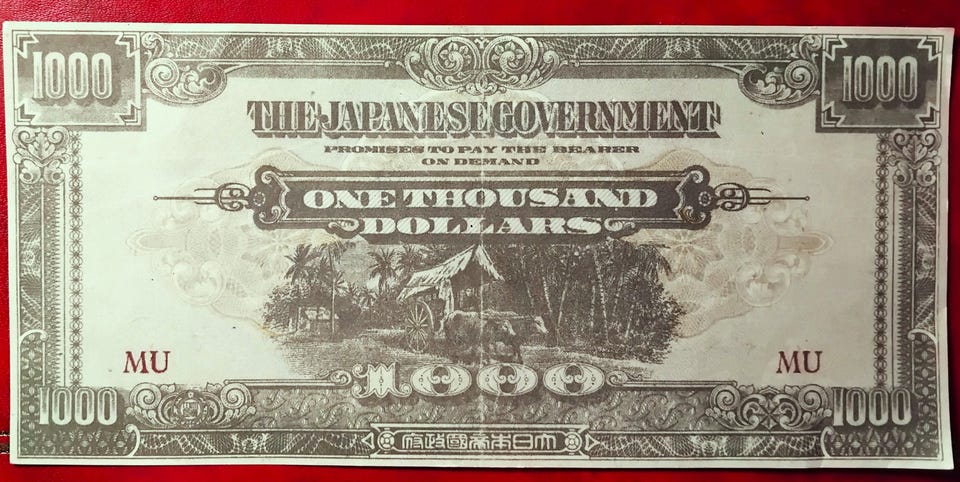 1000 1000
THE JAPANESE GOVERNMENT
PROMISES TO PAY THE BEARER
ON DEMAND
ONE THOUSAND
DOLLARS
MU MU
1000
1000 1000
大日本帝國政府